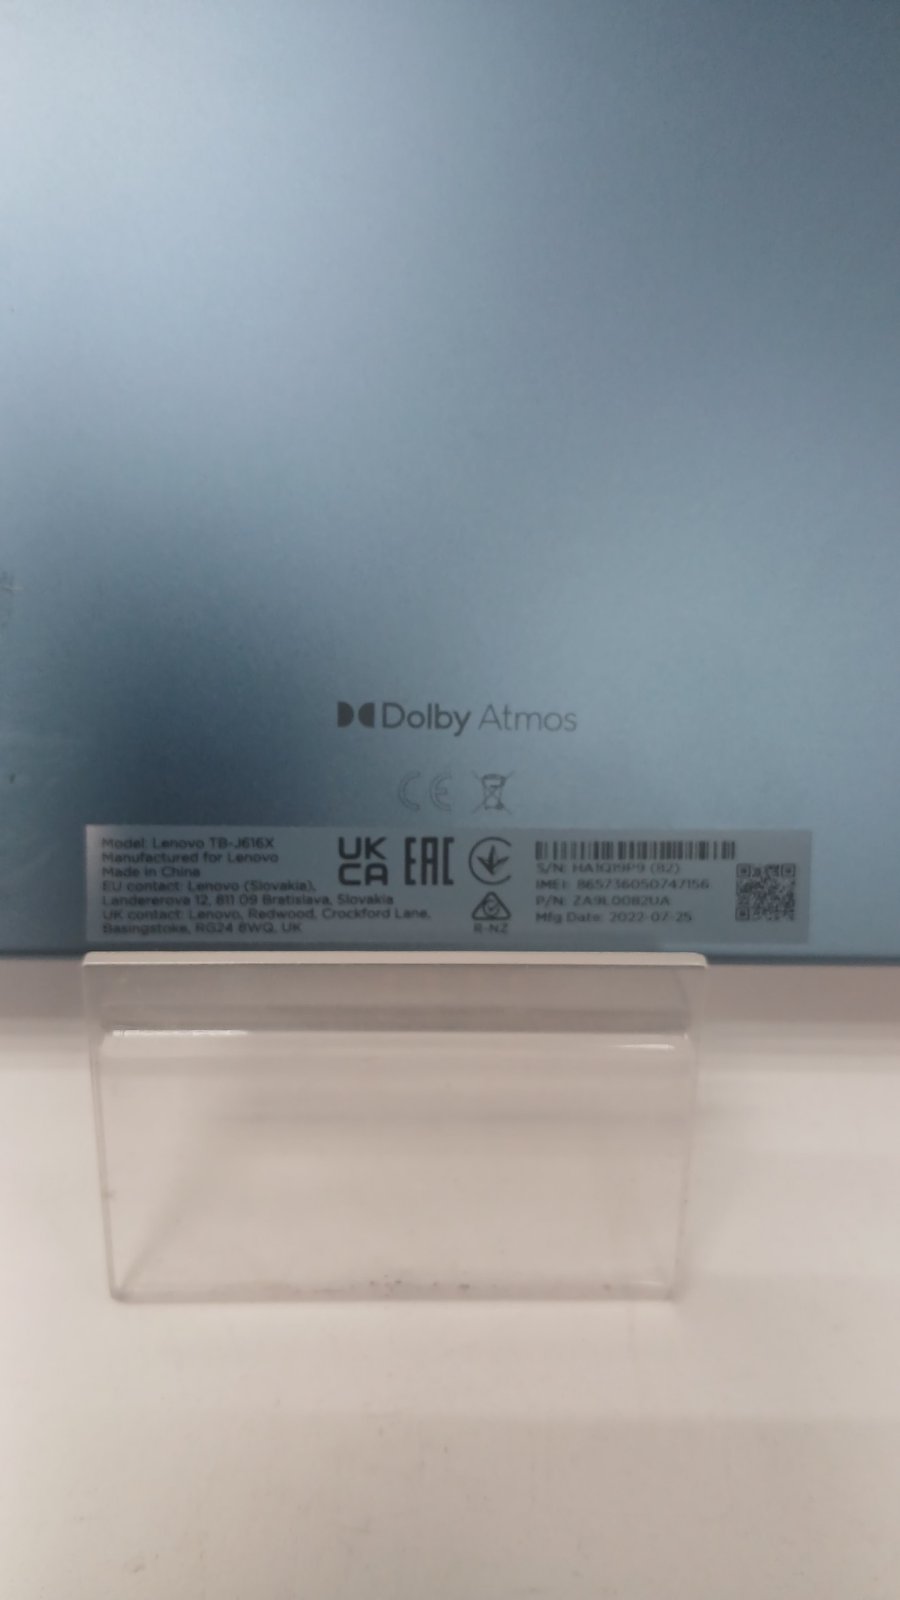 Dolby Atmos
CE
Model: Lenovo TB-J616X
Manufactured for Lenovo
Made in China
EU contact: Lenovo (Slovakia),
Landererova 12, 811 09 Bratislava, Slovakia
UK contact: Lenovo, Redwood, Crockford Lane,
Basingstoke, RG24 8WQ, UK
UK
CA
EAC
R-NZ
S/N: HA1Q19P9 (82)
IMEI: 865736050747156
P/N: ZA9L0082UA
Mfg Date: 2022-07-25